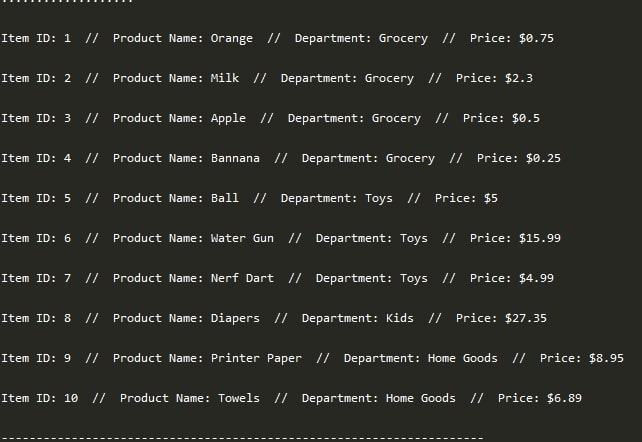 Item ID: 1  //  Product Name: Orange  //  Department: Grocery  //  Price: $0.75
Item ID: 2  //  Product Name: Milk  //  Department: Grocery  //  Price: $2.3
Item ID: 3  //  Product Name: Apple  //  Department: Grocery  //  Price: $0.5
Item ID: 4  //  Product Name: Bannana  //  Department: Grocery  //  Price: $0.25
Item ID: 5  //  Product Name: Ball  //  Department: Toys  //  Price: $5
Item ID: 6  //  Product Name: Water Gun  //  Department: Toys  //  Price: $15.99
Item ID: 7  //  Product Name: Nerf Dart  //  Department: Toys  //  Price: $4.99
Item ID: 8  //  Product Name: Diapers  //  Department: Kids  //  Price: $27.35
Item ID: 9  //  Product Name: Printer Paper  //  Department: Home Goods  //  Price: $8.95
Item ID: 10  //  Product Name: Towels  //  Department: Home Goods  //  Price: $6.89
---------------------------------------------------------------------